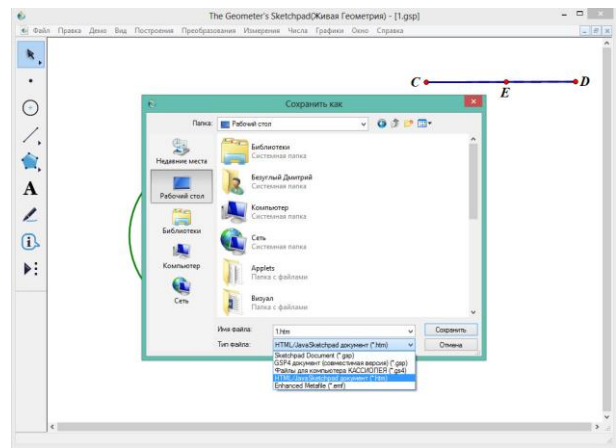 The Geometer's Sketchpad(Живая Геометрия) - [1.gsp]
Файл Правка Демо Вид Построения Преобразования Измерения Числа Графики Окно Справка
C E D
Сохранить как
Папка: Рабочий стол
Недавние места
Рабочий стол
Библиотеки
Компьютер
Сеть
Библиотеки
Системная папка
Безуглый Дмитрий
Системная папка
Компьютер
Системная папка
Сеть
Системная папка
Applets
Папка с файлами
Визуал
Папка с файлами
Имя файла: 1.htm Сохранить
Тип файла: HTML/JavaSketchpad документ (*.htm) Отмена
Sketchpad Document (*.gsp)
GSP4 документ (совместимая версия) (*.gsp)
Файлы для компьютера КАССИОПЕЯ (*.gs4)
HTML/JavaSketchpad документ (*.htm)
Enhanced Metafile (*.emf)
A